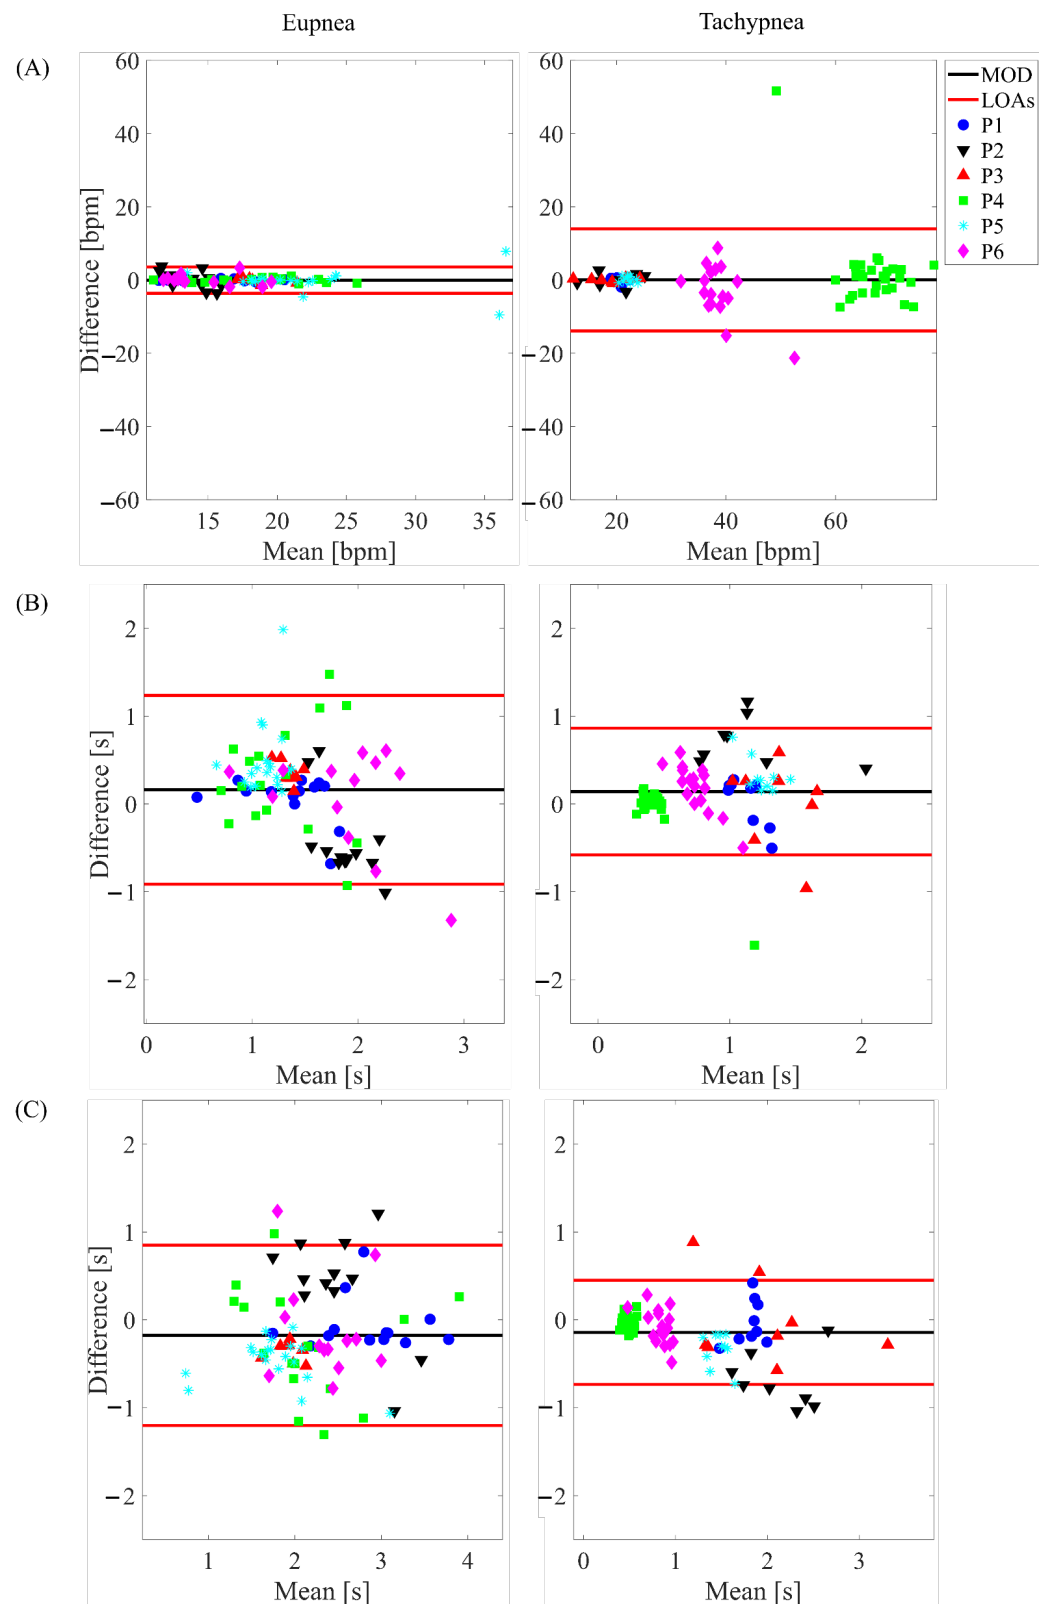 Eupnea
Tachypnea
(A)
60
40
20
0
−20
−40
−60
Difference [bpm]
15
20
25
30
35
Mean [bpm]
60
40
20
0
−20
−40
−60
20
40
60
Mean [bpm]
MOD
LOAs
P1
P2
P3
P4
P5
P6
(B)
2
1
0
−1
−2
Difference [s]
0
1
2
3
Mean [s]
2
1
0
−1
−2
0
1
2
Mean [s]
(C)
2
1
0
−1
−2
Difference [s]
1
2
3
4
Mean [s]
2
1
0
−1
−2
0
1
2
3
Mean [s]